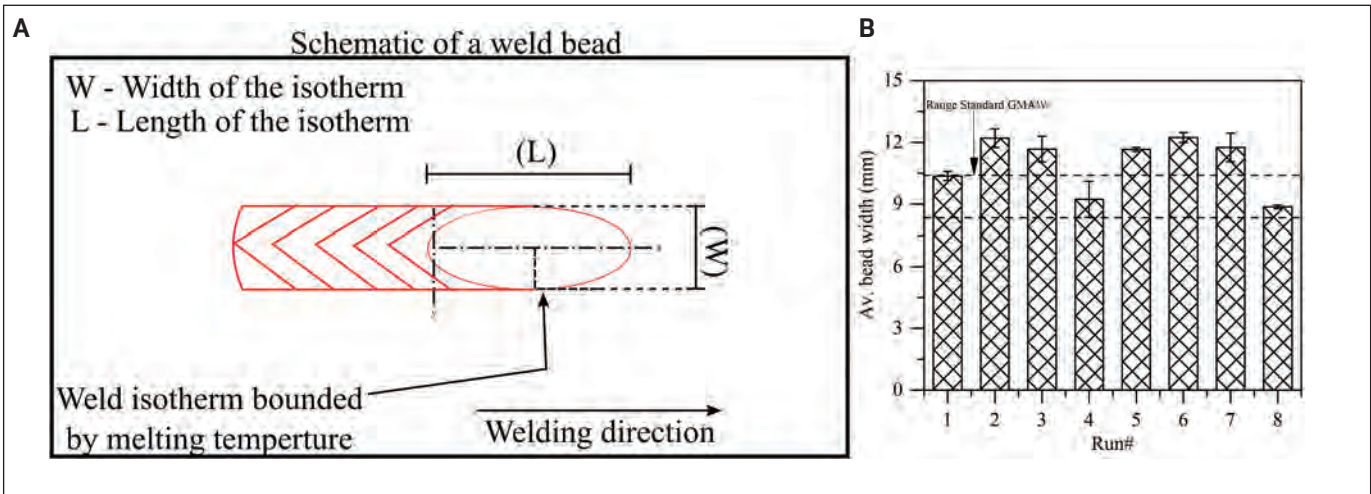 A
Schematic of a weld bead
W - Width of the isotherm
L - Length of the isotherm
(L)
(W)
Weld isotherm bounded
by melting temperture
Welding direction
B
15
12
9
6
3
0
Av. bead width (mm)
Range Standard GMAW
1 2 3 4 5 6 7 8
Run#